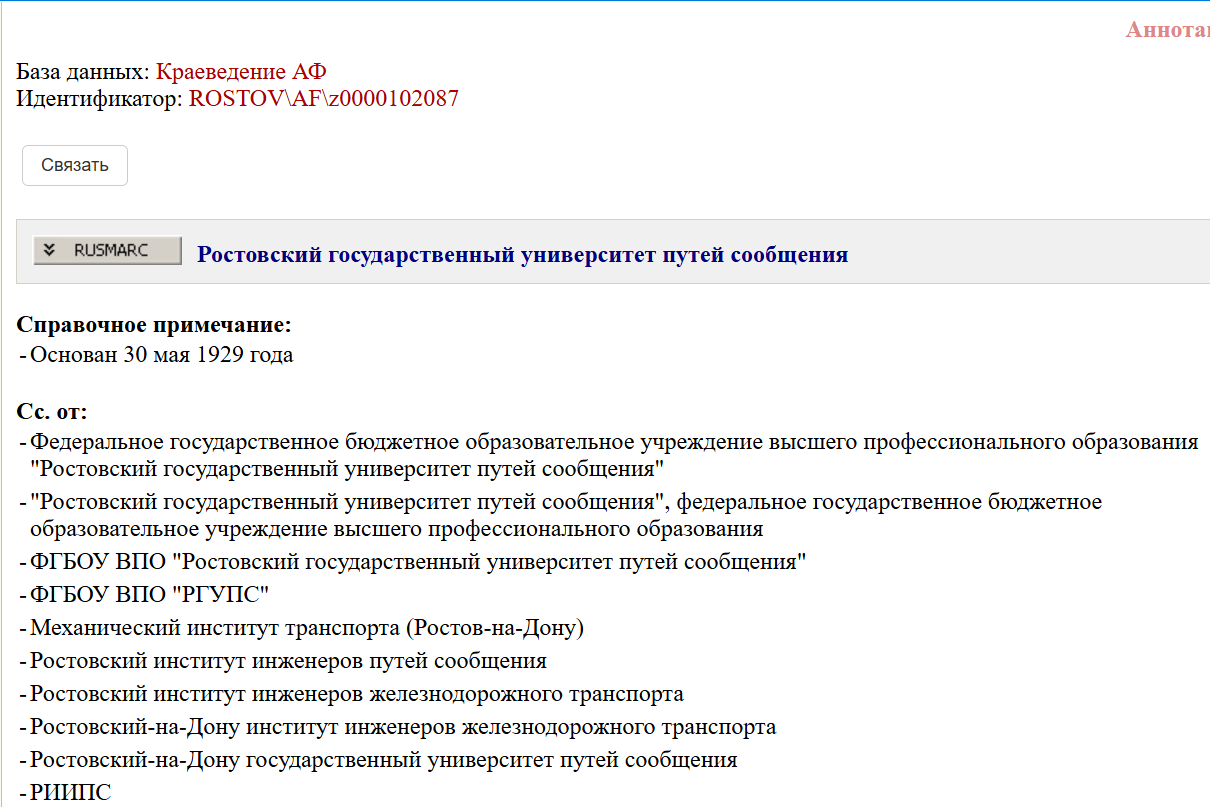 Аннота
База данных: Краеведение АФ
Идентификатор: ROSTOV\AF\z0000102087
Связать
RUSMARC Ростовский государственный университет путей сообщения
Справочное примечание:
- Основан 30 мая 1929 года
Сс. от:
- Федеральное государственное бюджетное образовательное учреждение высшего профессионального образования
"Ростовский государственный университет путей сообщения"
- "Ростовский государственный университет путей сообщения", федеральное государственное бюджетное
образовательное учреждение высшего профессионального образования
- ФГБОУ ВПО "Ростовский государственный университет путей сообщения"
- ФГБОУ ВПО "РГУПС"
- Механический институт транспорта (Ростов-на-Дону)
- Ростовский институт инженеров путей сообщения
- Ростовский институт инженеров железнодорожного транспорта
- Ростовский-на-Дону институт инженеров железнодорожного транспорта
- Ростовский-на-Дону государственный университет путей сообщения
- РИИПС